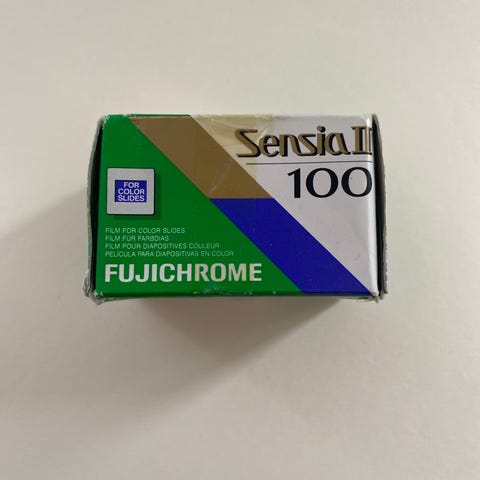 Sensia II
100
FOR
COLOR
SLIDES
FILM FOR COLOR SLIDES
FILM FÜR FARBDIAS
FILM POUR DIAPOSITIVES COULEUR
PELÍCULA PARA DIAPOSITIVAS EN COLOR
FUJICHROME